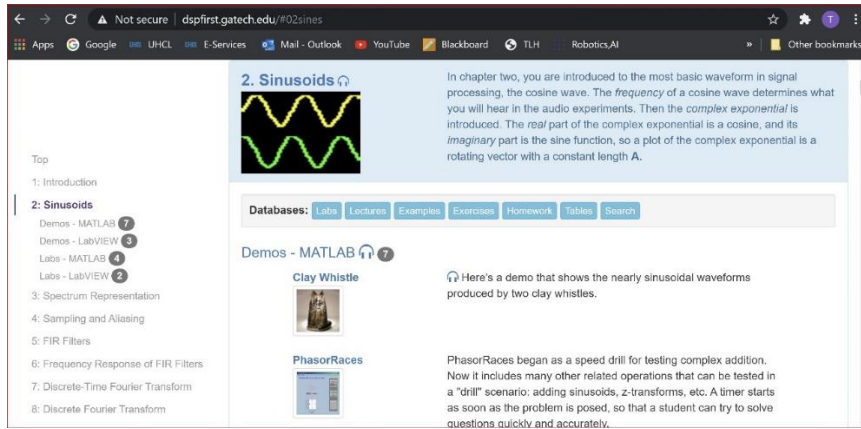 Not secure | dspfirst.gatech.edu/#02sines
T
Apps Google UHCL E-Services Mail - Outlook YouTube Blackboard TLH Robotics,AI » Other bookmarks
2. Sinusoids
In chapter two, you are introduced to the most basic waveform in signal
processing, the cosine wave. The frequency of a cosine wave determines what
you will hear in the audio experiments. Then the complex exponential is
introduced. The real part of the complex exponential is a cosine, and its
imaginary part is the sine function, so a plot of the complex exponential is a
rotating vector with a constant length A.
Top
1: Introduction
2: Sinusoids
Demos - MATLAB 7
Demos - LabVIEW 3
Labs - MATLAB 4
Labs - LabVIEW 2
3: Spectrum Representation
4: Sampling and Aliasing
5: FIR Filters
6: Frequency Response of FIR Filters
7: Discrete-Time Fourier Transform
8: Discrete Fourier Transform
Databases: Labs Lectures Examples Exercises Homework Tables Search
Demos - MATLAB 7
Clay Whistle
Here's a demo that shows the nearly sinusoidal waveforms
produced by two clay whistles.
PhasorRaces
PhasorRaces began as a speed drill for testing complex addition.
Now it includes many other related operations that can be tested in
a "drill" scenario: adding sinusoids, z-transforms, etc. A timer starts
as soon as the problem is posed, so that a student can try to solve
questions quickly and accurately.